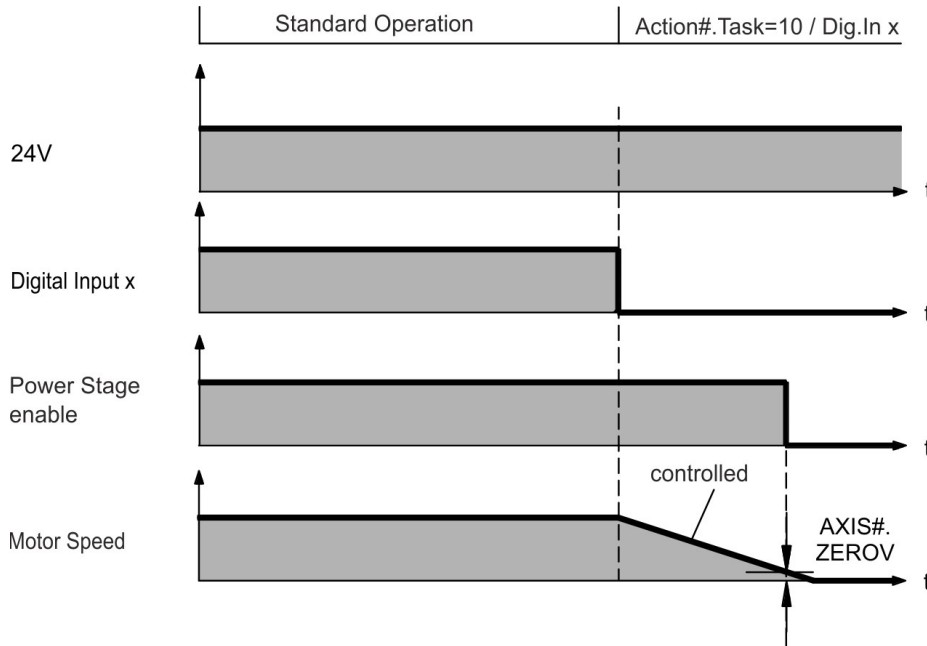 Standard Operation
Action#.Task=10 / Dig.In x
24V
t
Digital Input x
t
Power Stage
enable
t
controlled
Motor Speed
AXIS#.
ZEROV
t